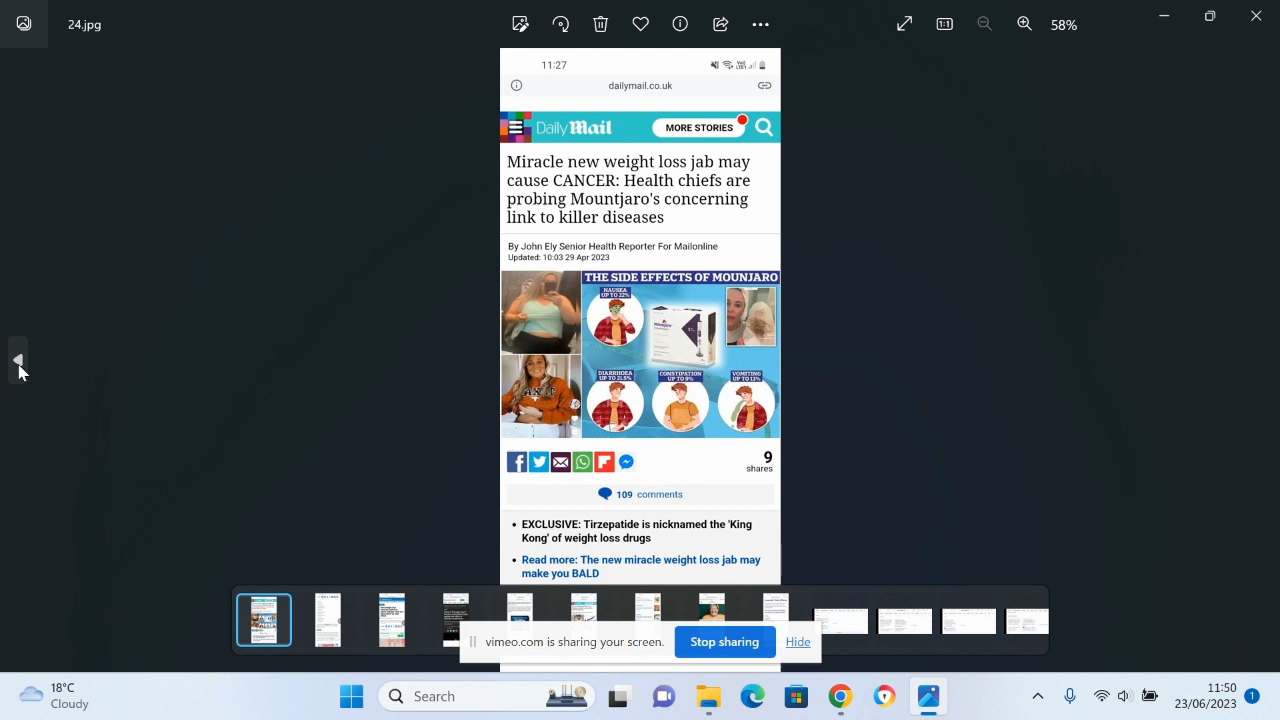 24.jpg
58%
11:27
dailymail.co.uk
Daily Mail
MORE STORIES
Miracle new weight loss jab may
cause CANCER: Health chiefs are
probing Mountjaro's concerning
link to killer diseases
By John Ely Senior Health Reporter For Mailonline
Updated: 10:03 29 Apr 2023
THE SIDE EFFECTS OF MOUNJARO
NAUSEA
UP TO 22%
DIARRHOEA
UP TO 21.5%
CONSTIPATION
UP TO 9%
VOMITING
UP TO 13%
9
shares
109 comments
• EXCLUSIVE: Tirzepatide is nicknamed the 'King
Kong' of weight loss drugs
• Read more: The new miracle weight loss jab may
make you BALD
vimeo.com is sharing your screen.
Stop sharing
Hide
18°C
Cloudy
Search
11:50
23/06/2023
1